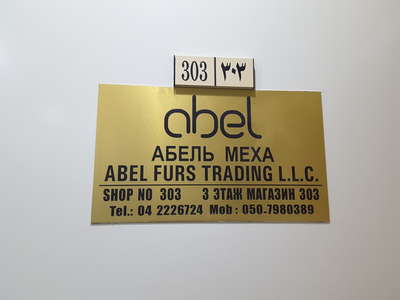 303 ٣٠٣
abel
АБЕЛЬ МЕХА
ABEL FURS TRADING L.L.C.
SHOP NO 303 3 ЭТАЖ МАГАЗИН 303
Tel.: 04 2226724 Mob : 050-7980389